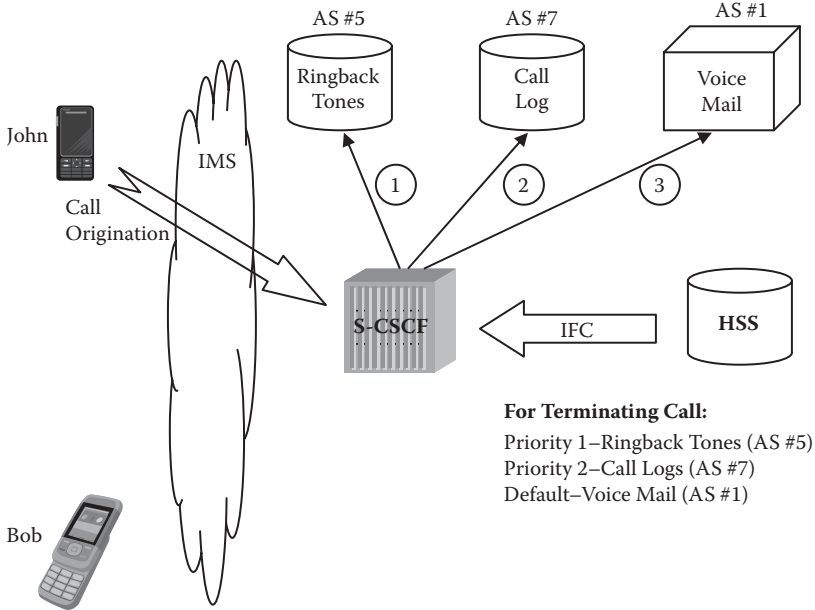 AS #5
AS #7
AS #1
Ringback
Tones
Call
Log
Voice
Mail
John
IMS
1
2
3
Call
Origination
S-CSCF
IFC
HSS
For Terminating Call:
Priority 1–Ringback Tones (AS #5)
Priority 2–Call Logs (AS #7)
Default–Voice Mail (AS #1)
Bob